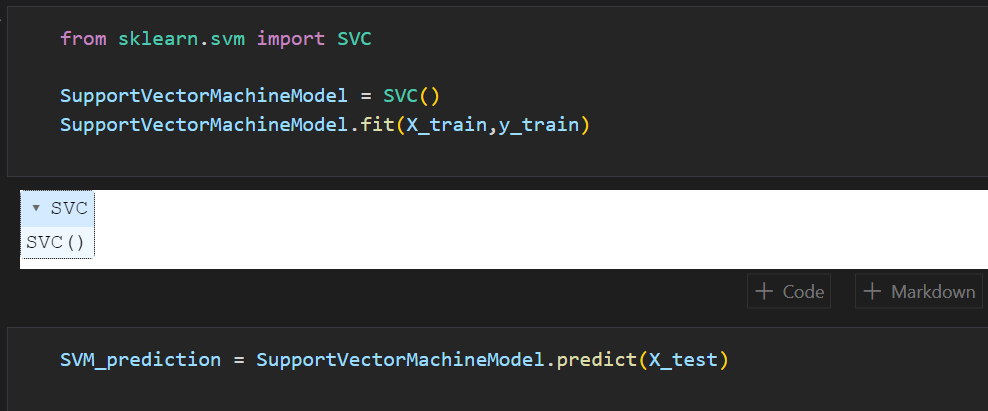 from sklearn.svm import SVC
SupportVectorMachineModel = SVC()
SupportVectorMachineModel.fit(X_train,y_train)
▾ SVC
SVC()
+ Code + Markdown
SVM_prediction = SupportVectorMachineModel.predict(X_test)